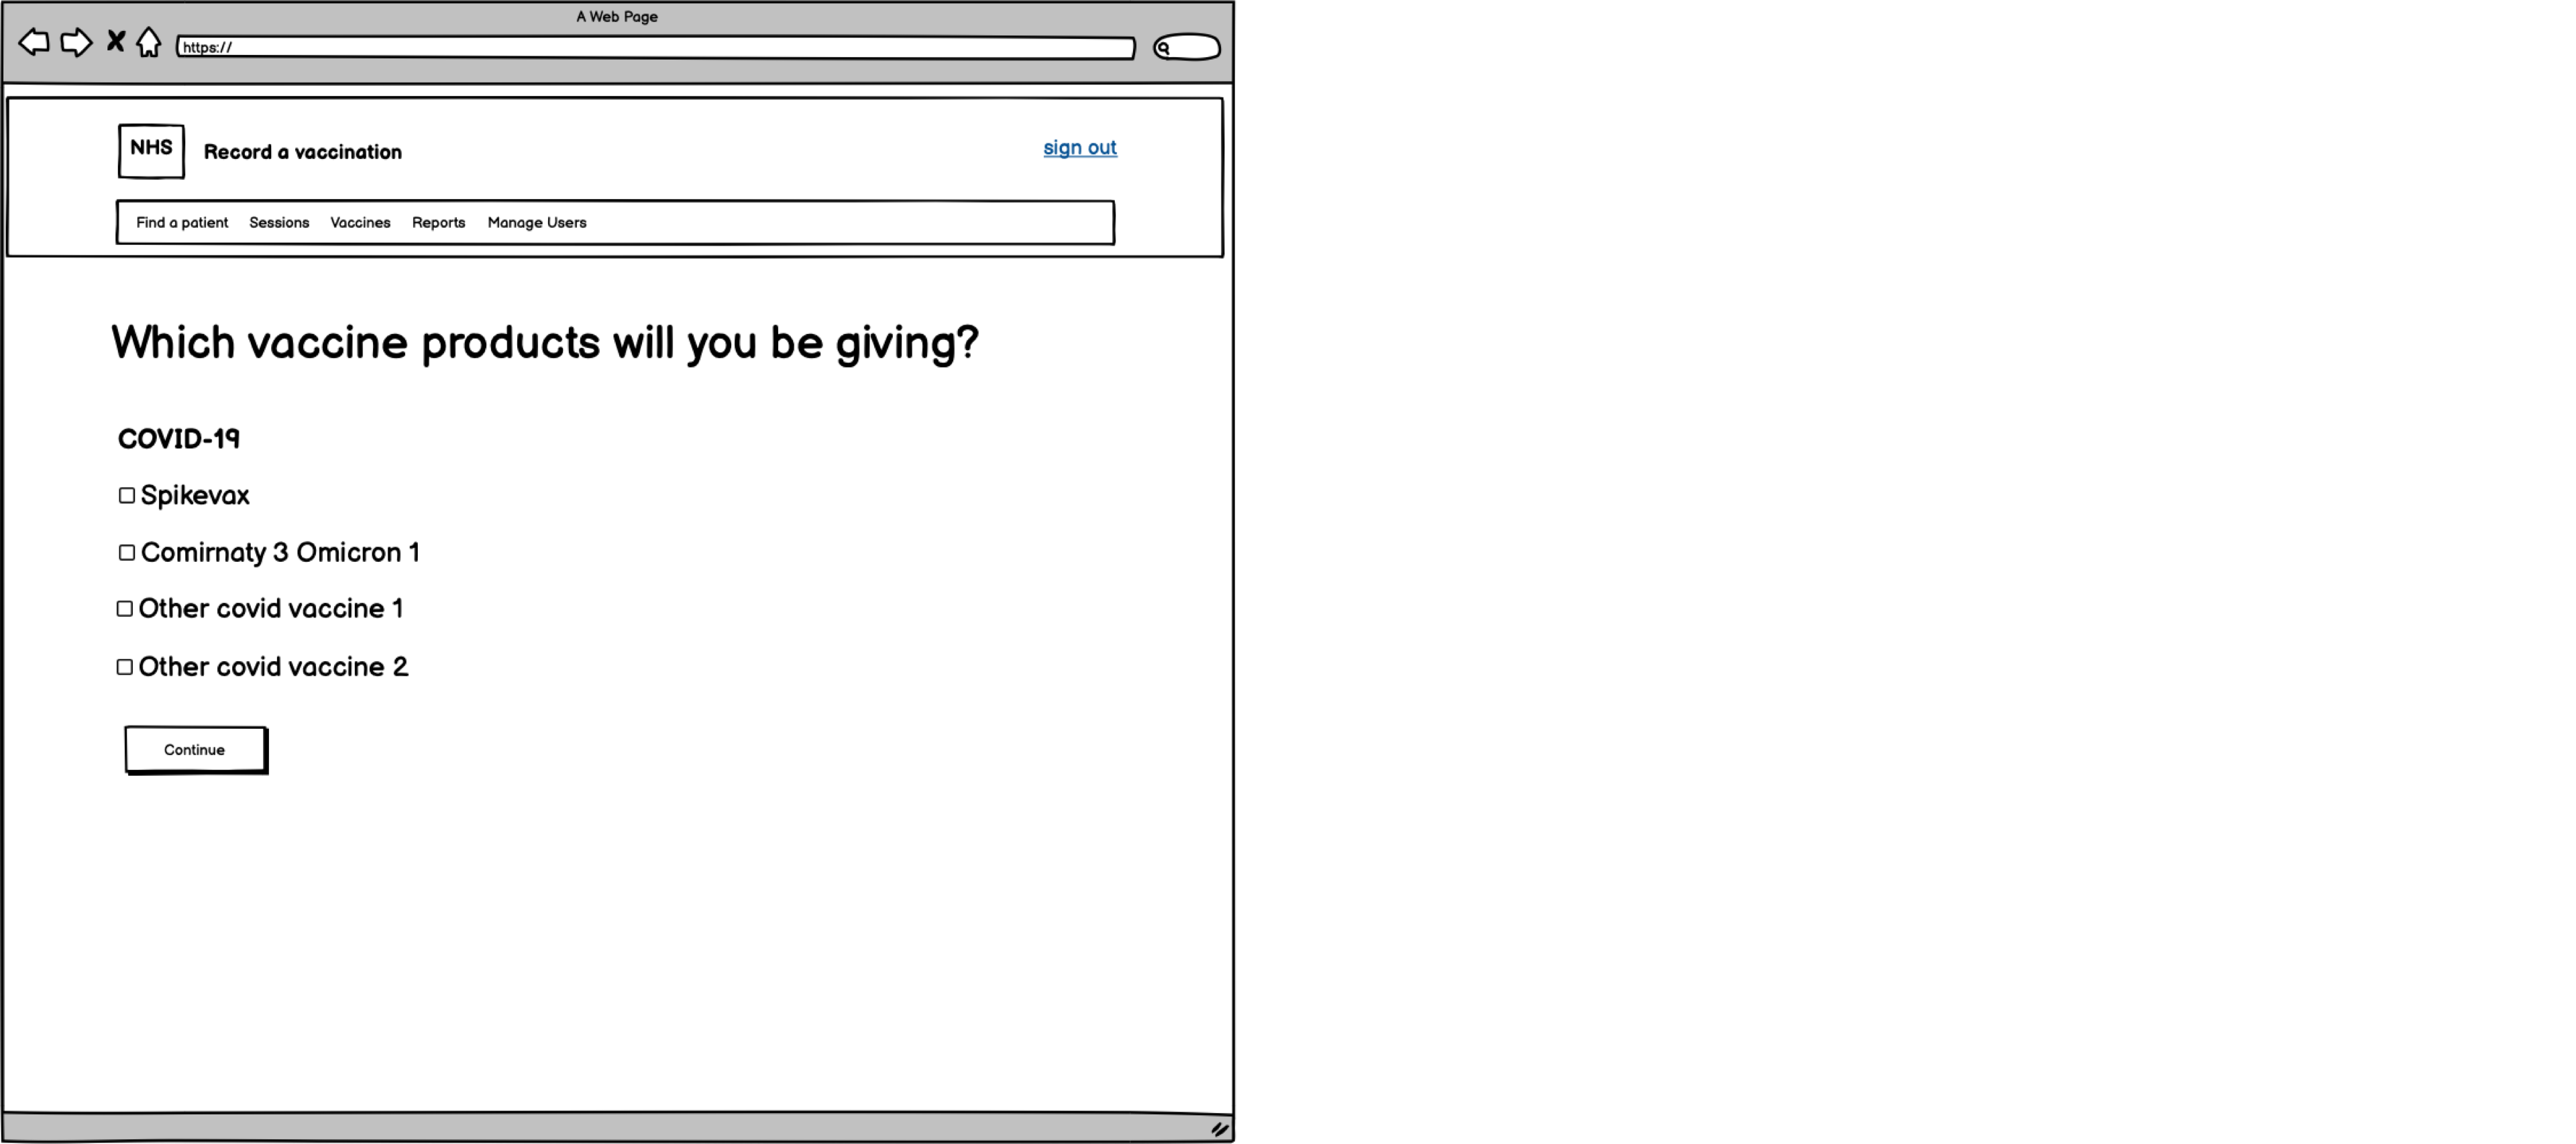 A Web Page
https://
NHS
Record a vaccination
sign out
Find a patient Sessions Vaccines Reports Manage Users
Which vaccine products will you be giving?
COVID-19
Spikevax
Comirnaty 3 Omicron 1
Other covid vaccine 1
Other covid vaccine 2
Continue